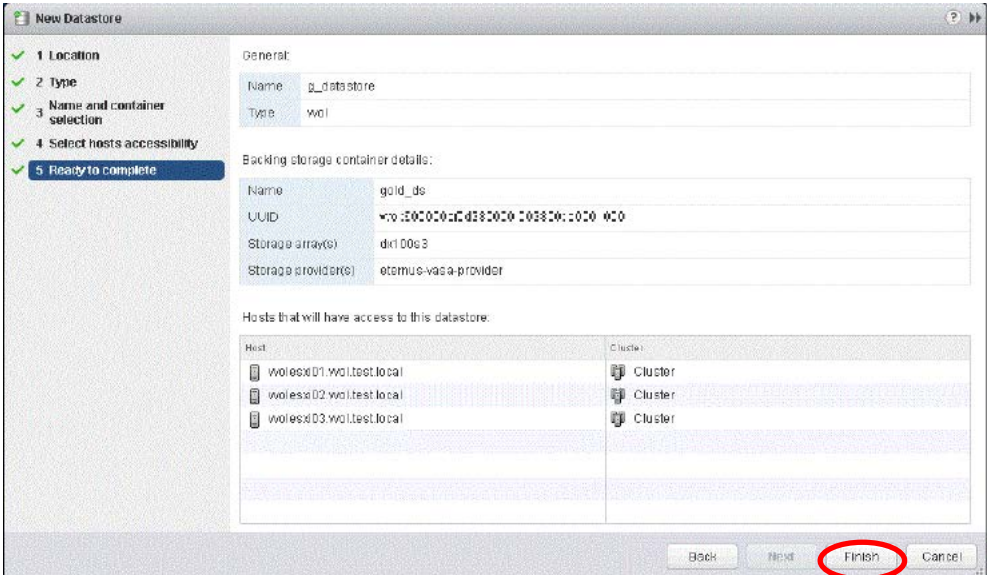 New Datastore
1 Location
2 Type
3 Name and container
selection
4 Select hosts accessibility
5 Ready to complete
General:
Name g_datastore
Type vvol
Backing storage container details:
Name gold_ds
UUID
Storage array(s) dx100s3
Storage provider(s) eternus-vasa-provider
Hosts that will have access to this datastore:
Host Cluster
vvolesxi01.vvol.test.local Cluster
vvolesxi02.vvol.test.local Cluster
vvolesxi03.vvol.test.local Cluster
Back Next Finish Cancel